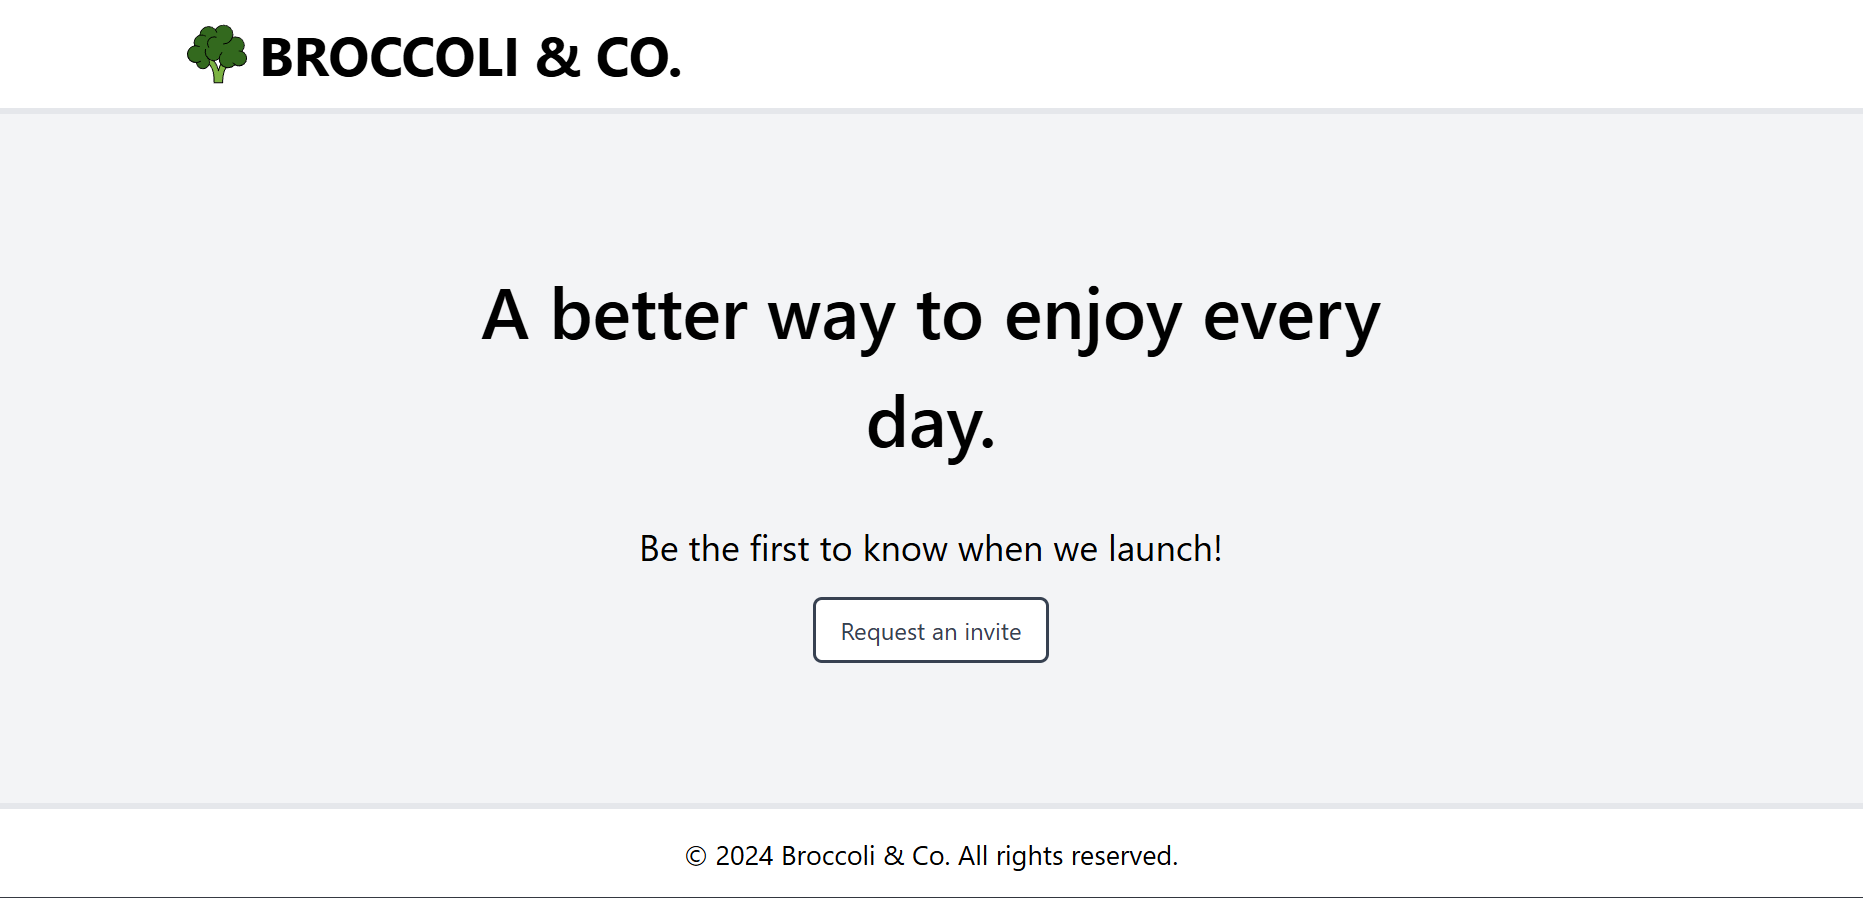 BROCCOLI & CO.
A better way to enjoy every
day.
Be the first to know when we launch!
Request an invite
© 2024 Broccoli & Co. All rights reserved.